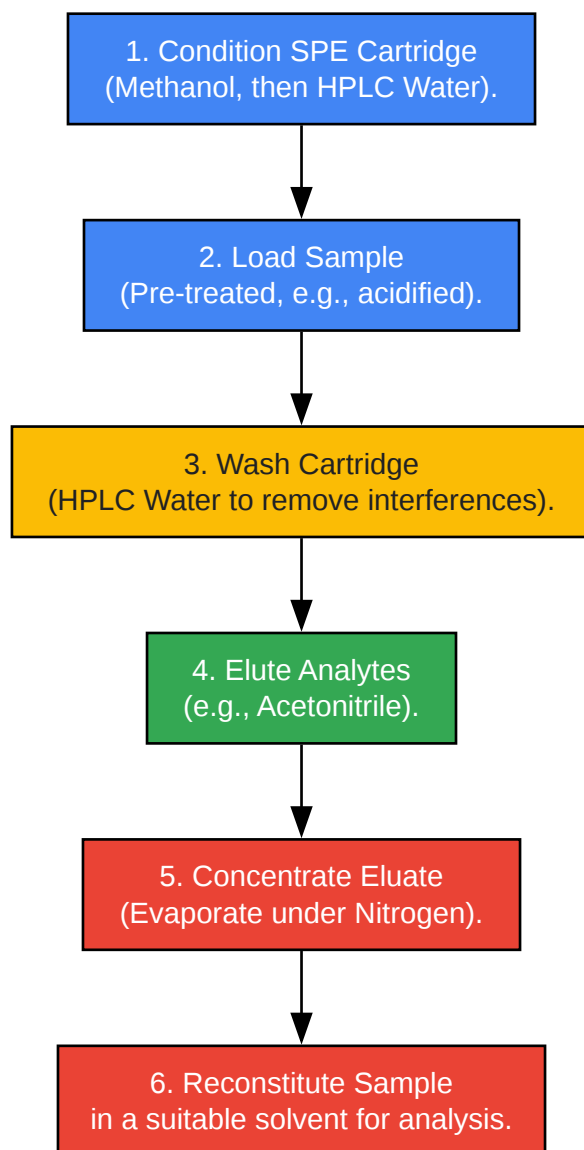 1. Condition SPE Cartridge
(Methanol, then HPLC Water).
2. Load Sample
(Pre-treated, e.g., acidified).
3. Wash Cartridge
(HPLC Water to remove interferences).
4. Elute Analytes
(e.g., Acetonitrile).
5. Concentrate Eluate
(Evaporate under Nitrogen).
6. Reconstitute Sample
in a suitable solvent for analysis.